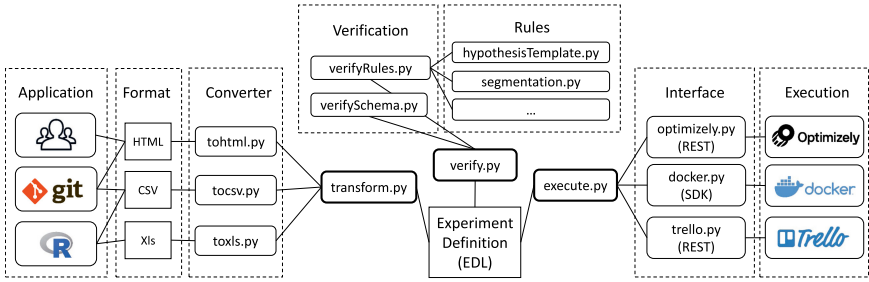 Verification
Rules
verifyRules.py
hypothesisTemplate.py
segmentation.py
verifySchema.py
...
Application
Format
Converter
Interface
Execution
HTML
tohtml.py
optimizely.py
(REST)
Optimizely
verify.py
git
CSV
tocsv.py
transform.py
execute.py
docker.py
(SDK)
docker
R
Xls
toxls.py
Experiment
Definition
(EDL)
trello.py
(REST)
Trello